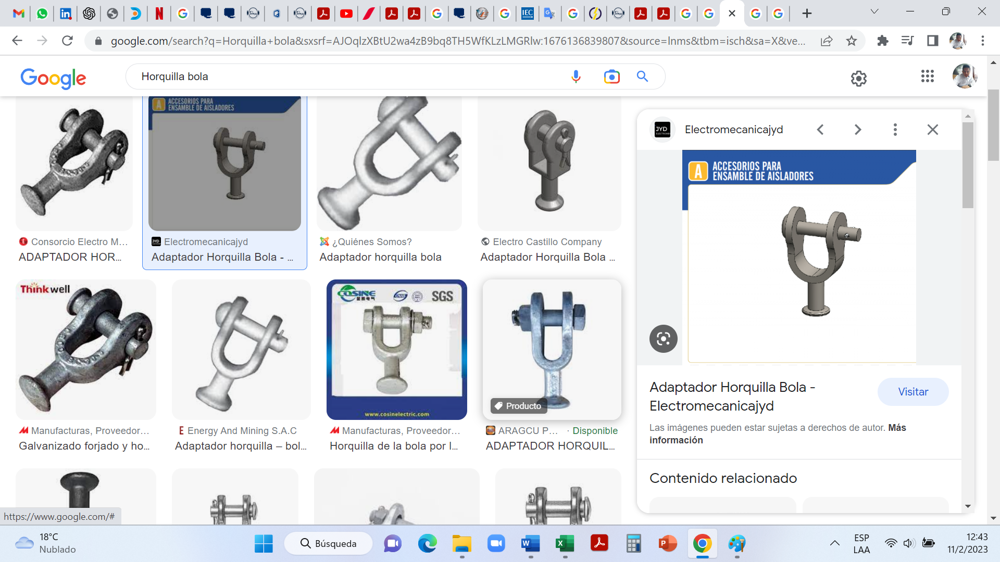 google.com/search?q=Horquilla+bola&sxsrf=AJOqlzXBtU2wa4zB9bq8TH5WfKLzLMGRlw:1676136839807&source=lnms&tbm=isch&sa=X&ve...
Google
Horquilla bola
A ACCESORIOS PARA
ENSAMBLE DE AISLADORES
JYD
Electromecanicajyd
A ACCESORIOS PARA
ENSAMBLE DE AISLADORES
Consorcio Electro M...
ADAPTADOR HOR...
JYD Electromecanicajyd
Adaptador Horquilla Bola - ...
¿Quiénes Somos?
Adaptador horquilla bola
Electro Castillo Company
Adaptador Horquilla Bola ...
Think well
COSINE
SGS
www.cosinelectric.com
Producto
Manufacturas, Proveedor...
Galvanizado forjado y ho...
E Energy And Mining S.A.C
Adaptador horquilla – bol...
Manufacturas, Proveedor...
Horquilla de la bola por l...
ARAGCU P... · Disponible
ADAPTADOR HORQUIL...
Adaptador Horquilla Bola -
Electromecanicajyd
Visitar
Las imágenes pueden estar sujetas a derechos de autor. Más
información
Contenido relacionado
https://www.google.com/#
18°C
Nublado
Búsqueda
ESP
LAA
12:43
11/2/2023